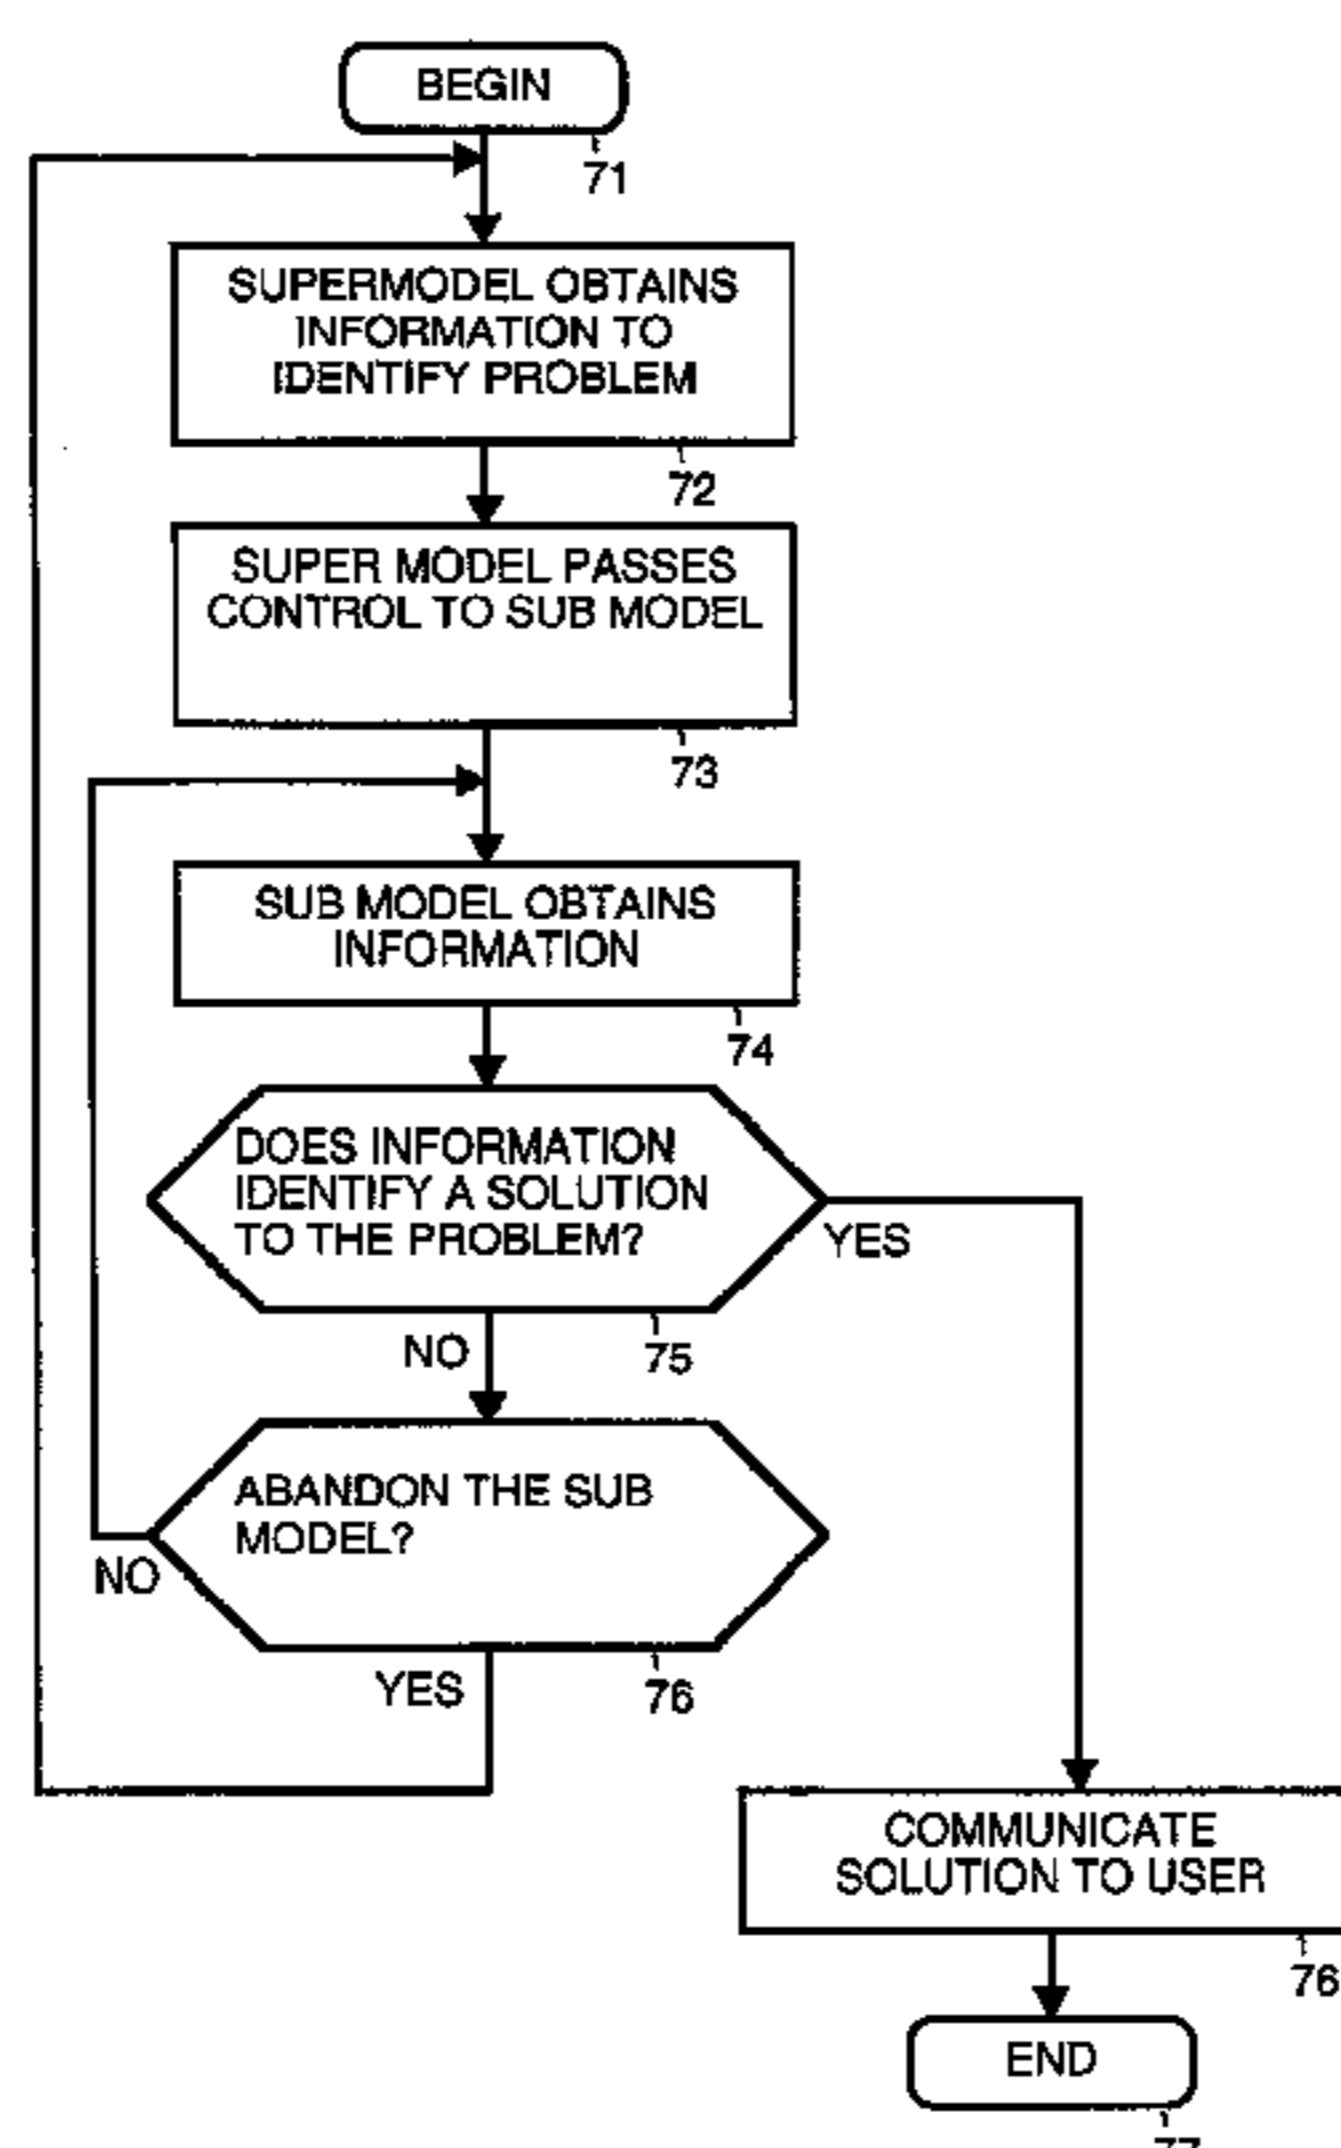 BEGIN
71
SUPERMODEL OBTAINS
INFORMATION TO
IDENTIFY PROBLEM
72
SUPER MODEL PASSES
CONTROL TO SUB MODEL
73
SUB MODEL OBTAINS
INFORMATION
74
DOES INFORMATION
IDENTIFY A SOLUTION
TO THE PROBLEM?
YES
NO
75
ABANDON THE SUB
MODEL?
NO
YES
76
COMMUNICATE
SOLUTION TO USER
76
END
77